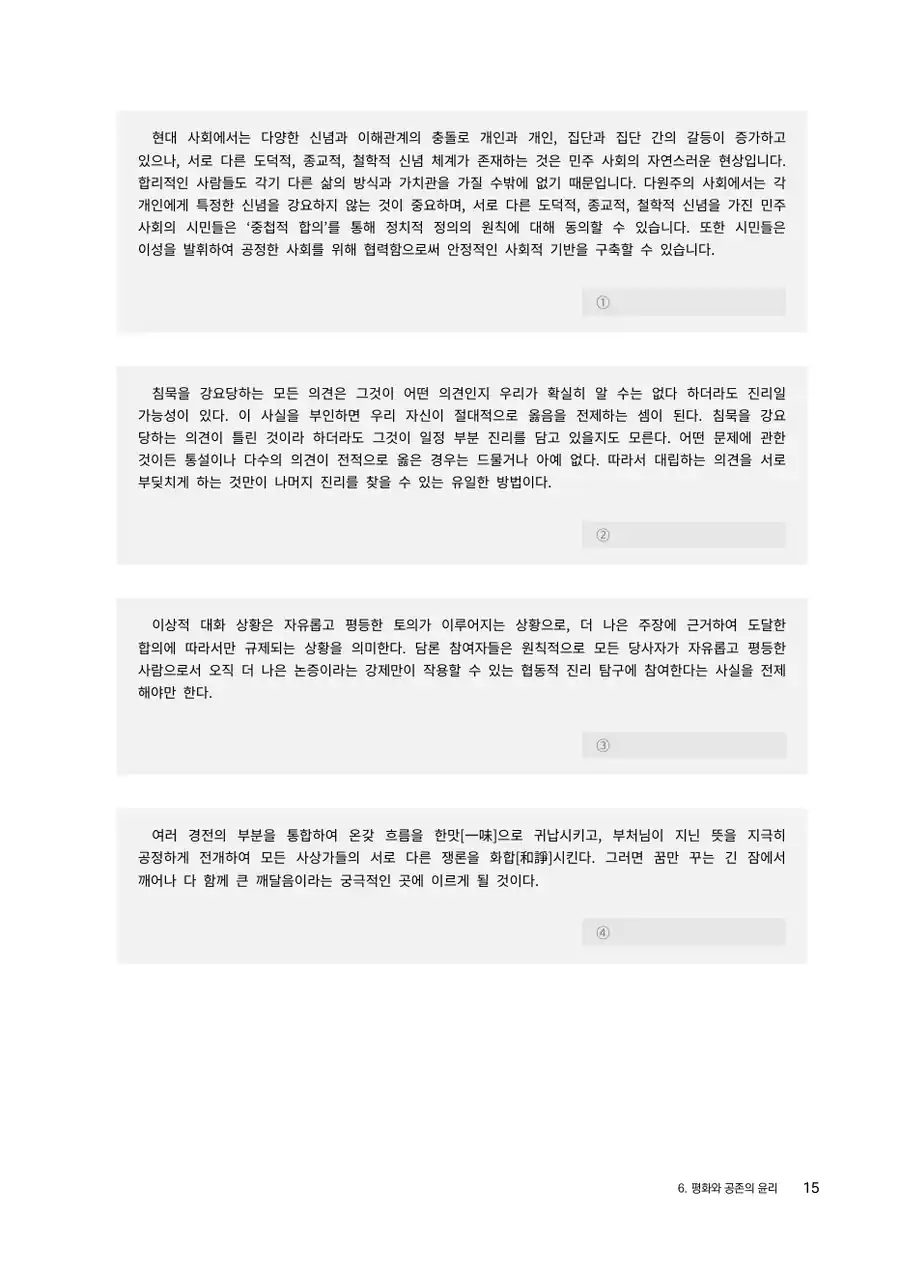 현대 사회에서는 다양한 신념과 이해관계의 충돌로 개인과 개인, 집단과 집단 간의 갈등이 증가하고
있으나, 서로 다른 도덕적, 종교적, 철학적 신념 체계가 존재하는 것은 민주 사회의 자연스러운 현상입니다.
합리적인 사람들도 각기 다른 삶의 방식과 가치관을 가질 수밖에 없기 때문입니다. 다원주의 사회에서는 각
개인에게 특정한 신념을 강요하지 않는 것이 중요하며, 서로 다른 도덕적, 종교적, 철학적 신념을 가진 민주
사회의 시민들은 ‘중첩적 합의’를 통해 정치적 정의의 원칙에 대해 동의할 수 있습니다. 또한 시민들은
이성을 발휘하여 공정한 사회를 위해 협력함으로써 안정적인 사회적 기반을 구축할 수 있습니다.
①
침묵을 강요당하는 모든 의견은 그것이 어떤 의견인지 우리가 확실히 알 수는 없다 하더라도 진리일
가능성이 있다. 이 사실을 부인하면 우리 자신이 절대적으로 옳음을 전제하는 셈이 된다. 침묵을 강요
당하는 의견이 틀린 것이라 하더라도 그것이 일정 부분 진리를 담고 있을지도 모른다. 어떤 문제에 관한
것이든 통설이나 다수의 의견이 전적으로 옳은 경우는 드물거나 아예 없다. 따라서 대립하는 의견을 서로
부딪치게 하는 것만이 나머지 진리를 찾을 수 있는 유일한 방법이다.
②
이상적 대화 상황은 자유롭고 평등한 토의가 이루어지는 상황으로, 더 나은 주장에 근거하여 도달한
합의에 따라서만 규제되는 상황을 의미한다. 담론 참여자들은 원칙적으로 모든 당사자가 자유롭고 평등한
사람으로서 오직 더 나은 논증이라는 강제만이 작용할 수 있는 협동적 진리 탐구에 참여한다는 사실을 전제
해야만 한다.
③
여러 경전의 부분을 통합하여 온갖 흐름을 한맛[一味]으로 귀납시키고, 부처님이 지닌 뜻을 지극히
공정하게 전개하여 모든 사상가들의 서로 다른 쟁론을 화합[和諍]시킨다. 그러면 꿈만 꾸는 긴 잠에서
깨어나 다 함께 큰 깨달음이라는 궁극적인 곳에 이르게 될 것이다.
④
6. 평화와 공존의 윤리 15